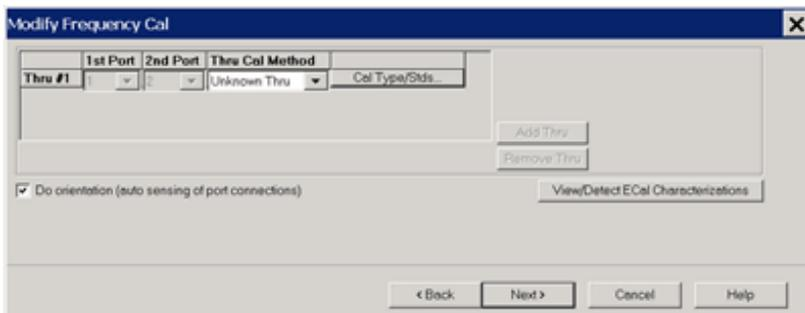 Modify Frequency Cal
1st Port 2nd Port Thru Cal Method
Thru #1 1 2 Unknown Thru Cal Type/Stds...
Add Thru
Remove Thru
Do orientation (auto sensing of port connections)
View/Detect ECal Characterizations
< Back Next > Cancel Help